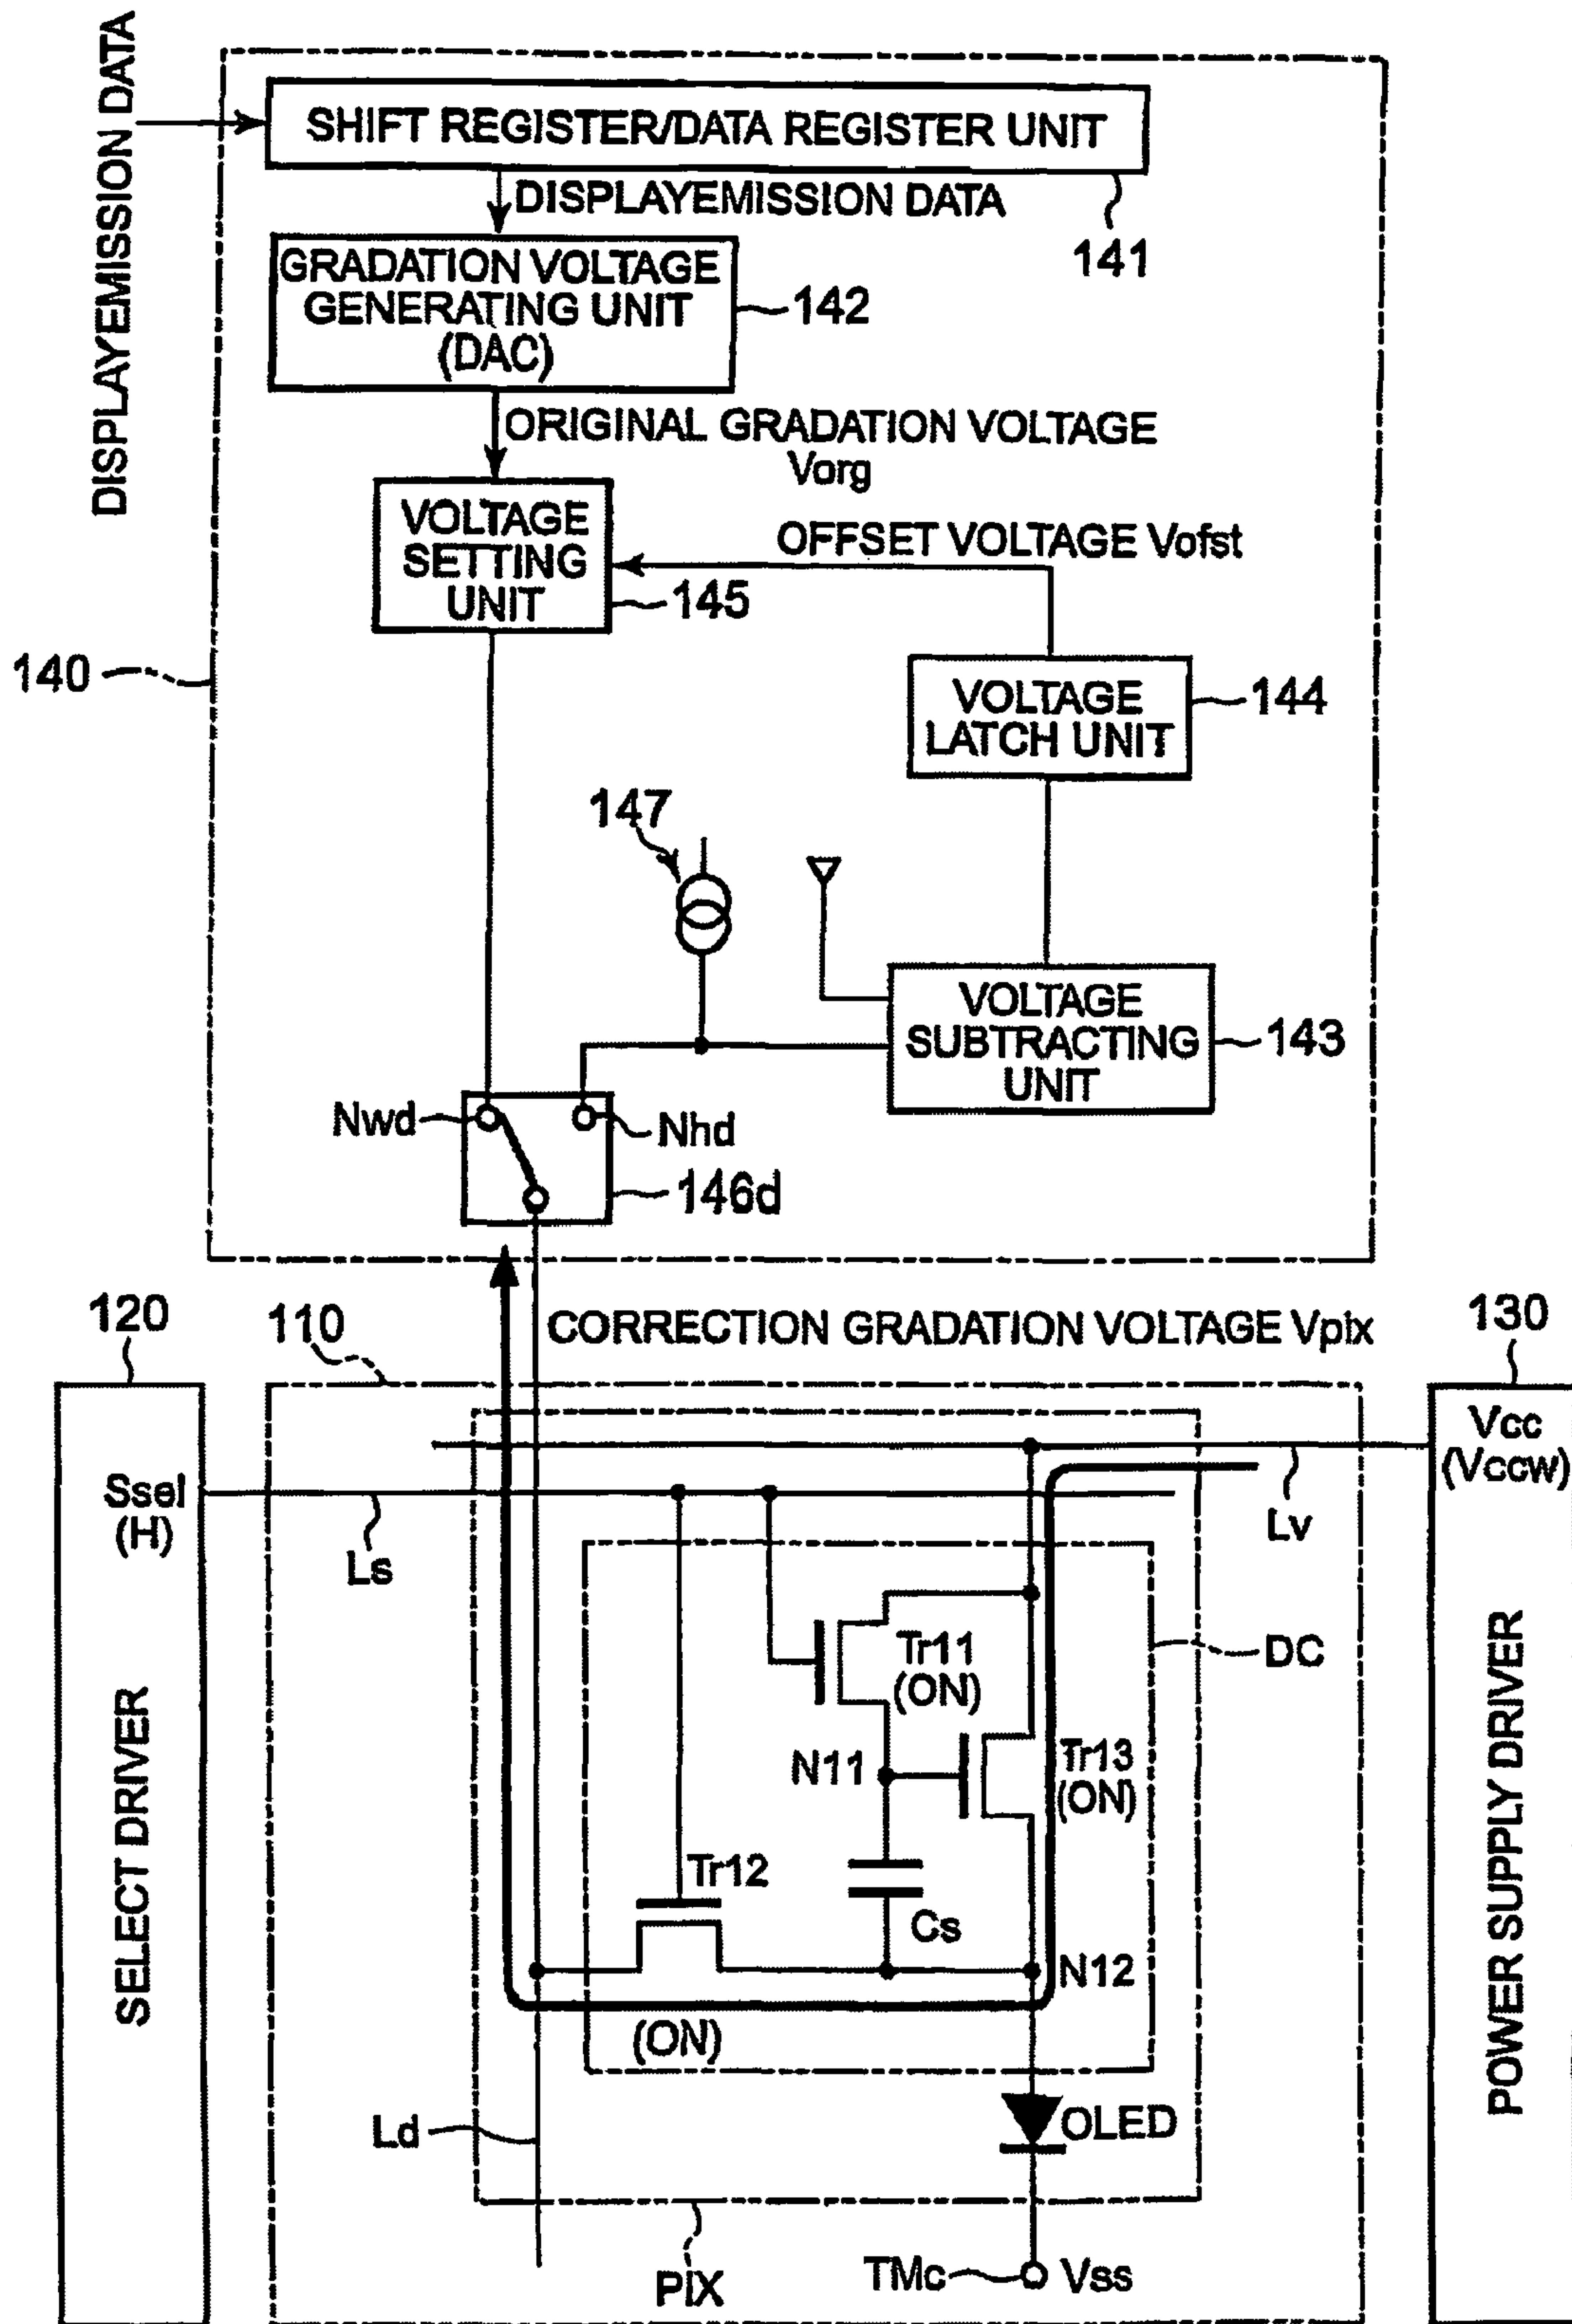 DISPLAYEMISSION DATA
SHIFT REGISTER/DATA REGISTER UNIT
141
DISPLAYEMISSION DATA
GRADATION VOLTAGE
GENERATING UNIT
(DAC)
142
ORIGINAL GRADATION VOLTAGE
Vorg
VOLTAGE
SETTING
UNIT
145
OFFSET VOLTAGE Vofst
140
VOLTAGE
LATCH UNIT
144
147
VOLTAGE
SUBTRACTING
UNIT
143
Nwd
Nhd
146d
120
110
CORRECTION GRADATION VOLTAGE Vpix
130
Ssel
(H)
Ls
Vcc
(Vccw)
Lv
SELECT DRIVER
POWER SUPPLY DRIVER
DC
Tr11
(ON)
N11
Tr13
(ON)
Tr12
Cs
N12
(ON)
Ld
OLED
PIX
TMc
Vss